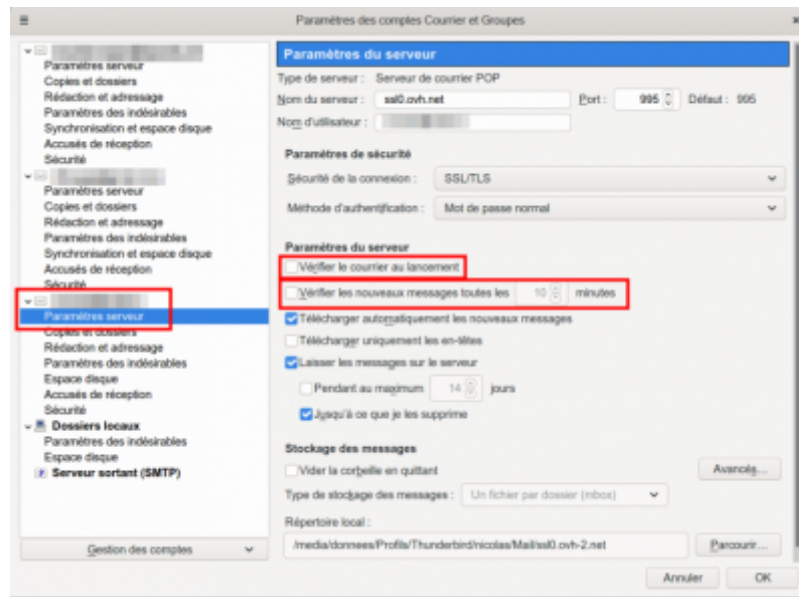 Paramètres des comptes Courrier et Groupes
Paramètres serveur
Copies et dossiers
Rédaction et adressage
Paramètres des indésirables
Synchronisation et espace disque
Accusés de réception
Sécurité
Paramètres serveur
Copies et dossiers
Rédaction et adressage
Paramètres des indésirables
Synchronisation et espace disque
Accusés de réception
Sécurité
Paramètres serveur
Copies et dossiers
Rédaction et adressage
Paramètres des indésirables
Espace disque
Accusés de réception
Sécurité
Dossiers locaux
Paramètres des indésirables
Espace disque
Serveur sortant (SMTP)
Gestion des comptes
Paramètres du serveur
Type de serveur : Serveur de courrier POP
Nom du serveur : ssl0.ovh.net Port : 995 Défaut : 995
Nom d'utilisateur :
Paramètres de sécurité
Sécurité de la connexion : SSL/TLS
Méthode d'authentification : Mot de passe normal
Paramètres du serveur
Vérifier le courrier au lancement
Vérifier les nouveaux messages toutes les 10 minutes
Télécharger automatiquement les nouveaux messages
Télécharger uniquement les en-têtes
Laisser les messages sur le serveur
Pendant au maximum 14 jours
Jusqu'à ce que je les supprime
Stockage des messages
Vider la corbeille en quittant Avancés...
Type de stockage des messages : Un fichier par dossier (mbox)
Répertoire local :
/media/donnees/Profils/Thunderbird/nicolas/Mail/ssl0.ovh-2.net Parcourir...
Annuler OK